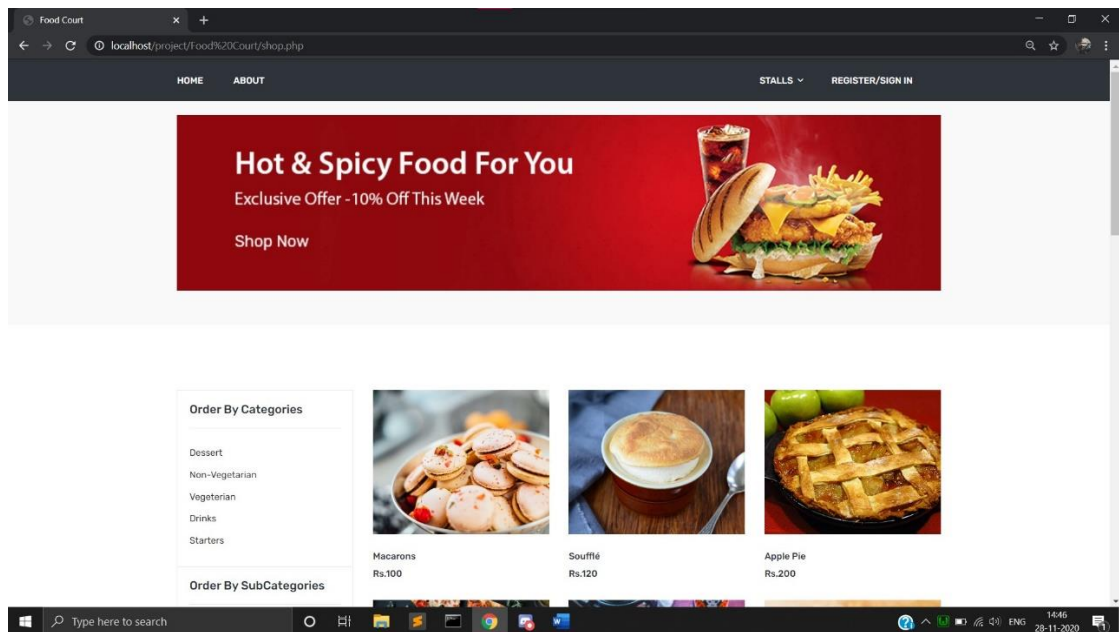 Food Court
localhost/project/Food%20Court/shop.php
HOME ABOUT STALLS REGISTER/SIGN IN
Hot & Spicy Food For You
Exclusive Offer -10% Off This Week
Shop Now
Order By Categories
Dessert
Non-Vegetarian
Vegeterian
Drinks
Starters
Order By SubCategories
Macarons
Rs.100
Soufflé
Rs.120
Apple Pie
Rs.200
Type here to search
ENG
14:46
28-11-2020